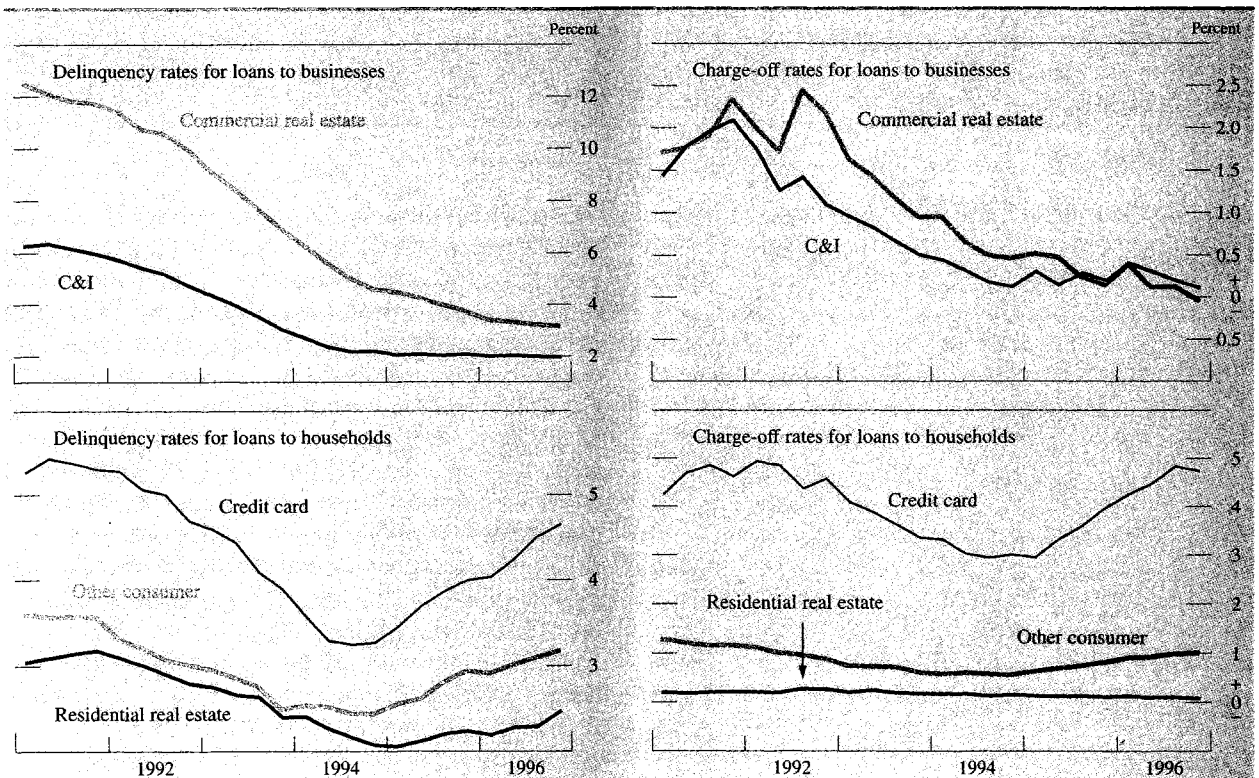 Percent
Delinquency rates for loans to businesses
12
Commercial real estate
10
8
6
C&I
4
2
Percent
Charge-off rates for loans to businesses
2.5
Commercial real estate
2.0
1.5
1.0
C&I
0.5
+
0
–
0.5
Delinquency rates for loans to households
5
Credit card
4
Other consumer
3
Residential real estate
1992 1994 1996
Charge-off rates for loans to households
5
4
Credit card
3
2
Residential real estate
Other consumer
1
+
0
–
1992 1994 1996